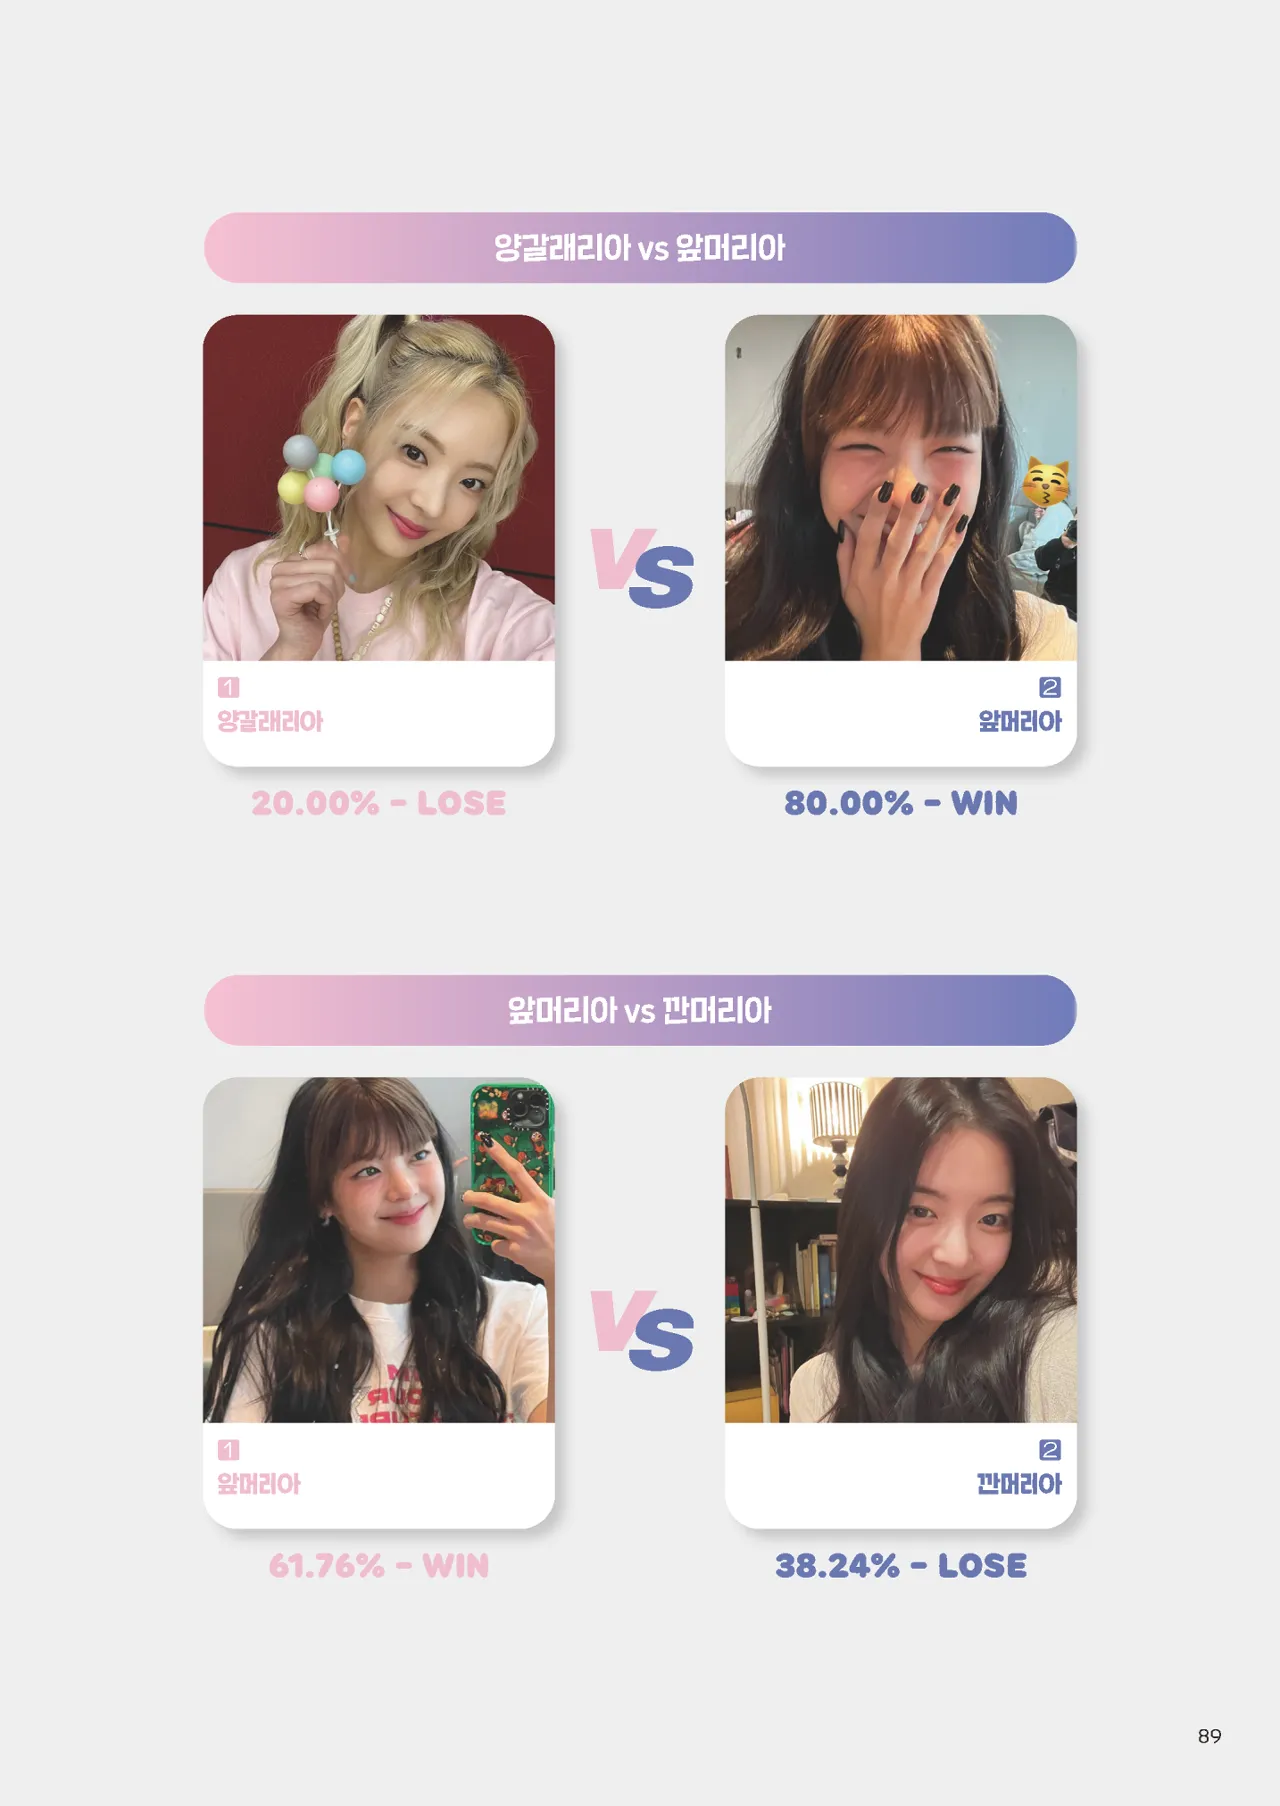 양갈래리아 vs 앞머리아
VS
1
양갈래리아
2
앞머리아
20.00% - LOSE
80.00% - WIN
앞머리아 vs 깐머리아
VS
1
앞머리아
2
깐머리아
61.76% - WIN
38.24% - LOSE
89